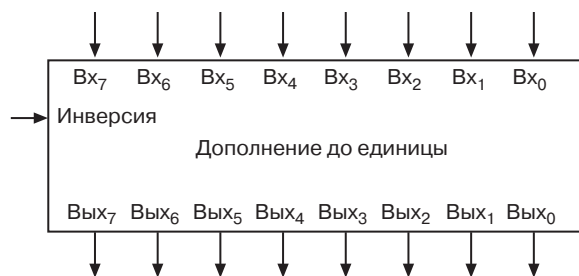 Вх₇ Вх₆ Вх₅ Вх₄ Вх₃ Вх₂ Вх₁ Вх₀
Инверсия
Дополнение до единицы
Вых₇ Вых₆ Вых₅ Вых₄ Вых₃ Вых₂ Вых₁ Вых₀